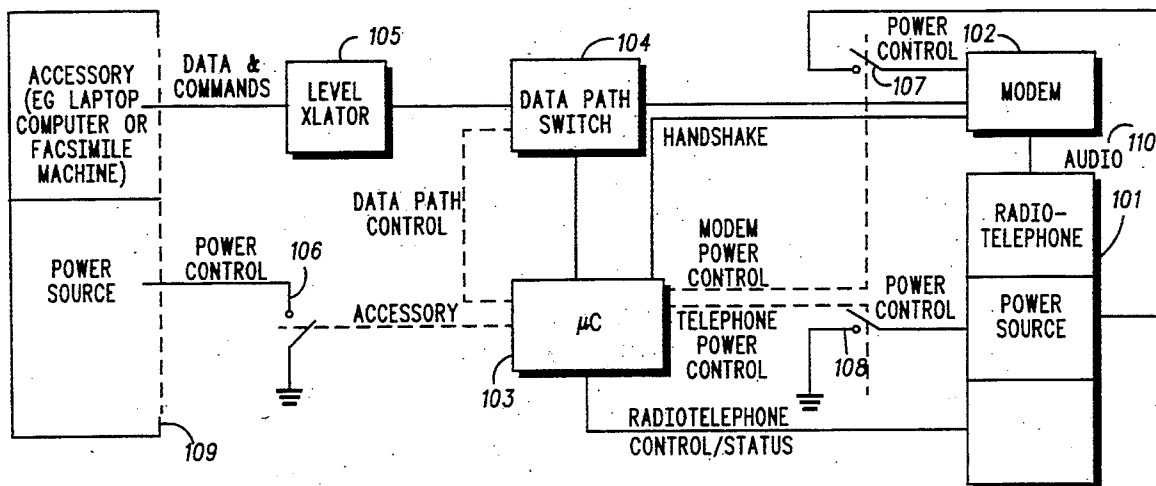 ACCESSORY
(EG LAPTOP
COMPUTER OR
FACSIMILE
MACHINE)
POWER
SOURCE
109
DATA &
COMMANDS
105
LEVEL
XLATOR
104
DATA PATH
SWITCH
DATA PATH
CONTROL
POWER
CONTROL
106
ACCESSORY
μC
103
HANDSHAKE
MODEM
POWER
CONTROL
TELEPHONE
POWER
CONTROL
RADIOTELEPHONE
CONTROL/STATUS
POWER
CONTROL
107
102
MODEM
AUDIO
110
RADIO-
TELEPHONE
101
POWER
CONTROL
108
POWER
SOURCE